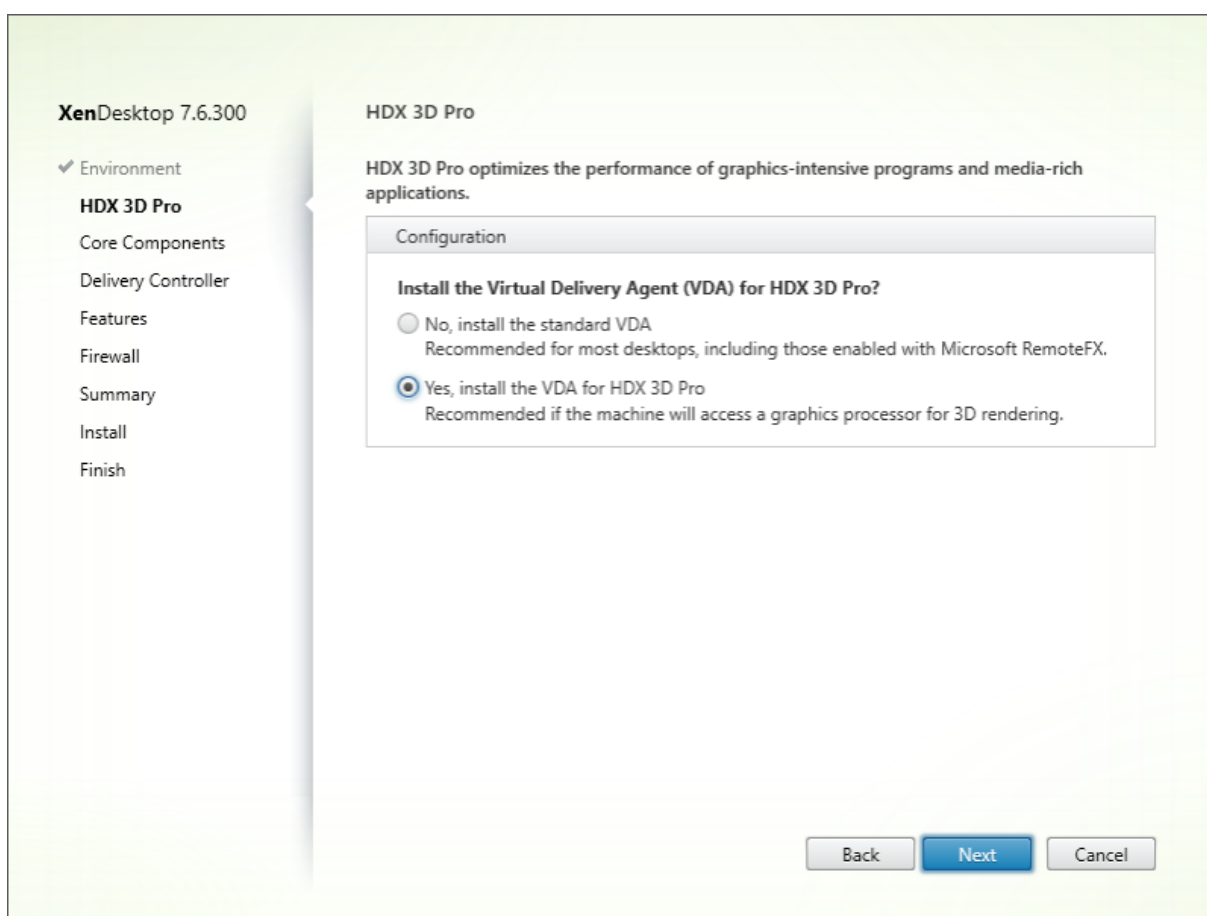 XenDesktop 7.6.300
Environment
HDX 3D Pro
Core Components
Delivery Controller
Features
Firewall
Summary
Install
Finish
HDX 3D Pro
HDX 3D Pro optimizes the performance of graphics-intensive programs and media-rich
applications.
Configuration
Install the Virtual Delivery Agent (VDA) for HDX 3D Pro?
No, install the standard VDA
Recommended for most desktops, including those enabled with Microsoft RemoteFX.
Yes, install the VDA for HDX 3D Pro
Recommended if the machine will access a graphics processor for 3D rendering.
Back
Next
Cancel